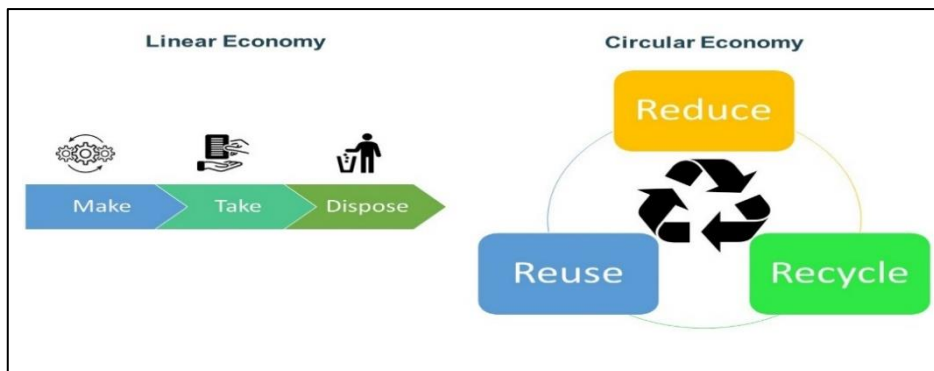 Linear Economy
Make
Take
Dispose
Circular Economy
Reduce
Reuse
Recycle